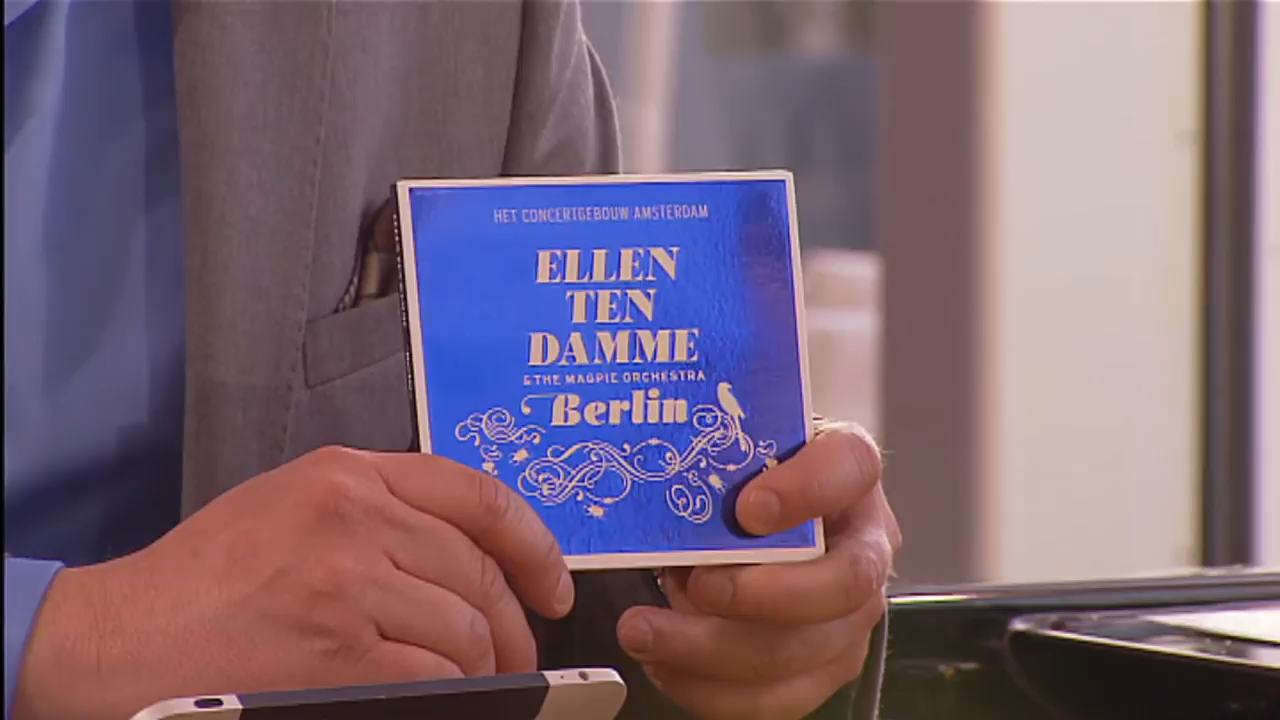 HET CONCERTGEBOUW AMSTERDAM
ELLEN
TEN
DAMME
& THE MAGPIE ORCHESTRA
Berlin